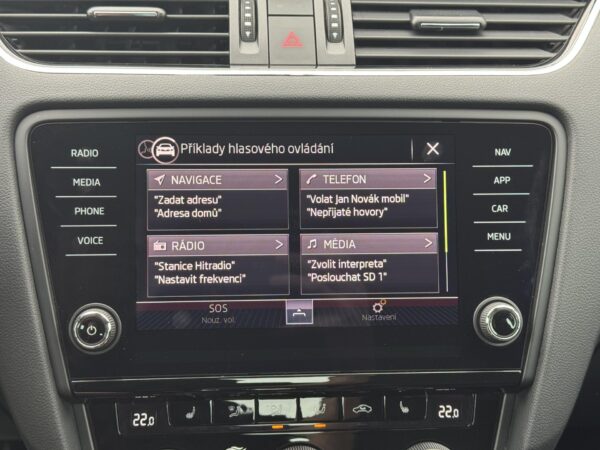 Příklady hlasového ovládání
RADIO
MEDIA
PHONE
VOICE
NAVIGACE
"Zadat adresu"
"Adresa domů"
TELEFON
"Volat Jan Novák mobil"
"Nepřijaté hovory"
RÁDIO
"Stanice Hitradio"
"Nastavit frekvenci"
MÉDIA
"Zvolit interpreta"
"Poslouchat SD 1"
SOS
Nouz. vol.
Nastavení
NAV
APP
CAR
MENU
22.0
22.0